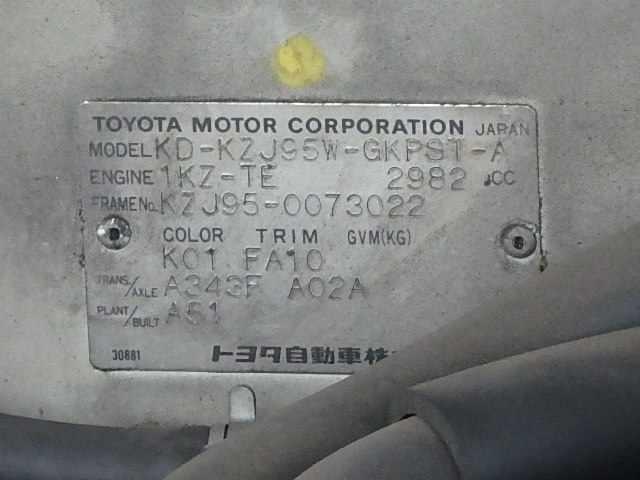 TOYOTA MOTOR CORPORATION JAPAN
MODEL KD-KZJ95W-GKPST-A
ENGINE 1KZ-TE 2982 CC
FRAME No. KZJ95-0073022
COLOR TRIM GVM(KG)
K01 FA10
TRANS/AXLE A343F A02A
PLANT/BUILT A51
30881 トヨタ自動車株